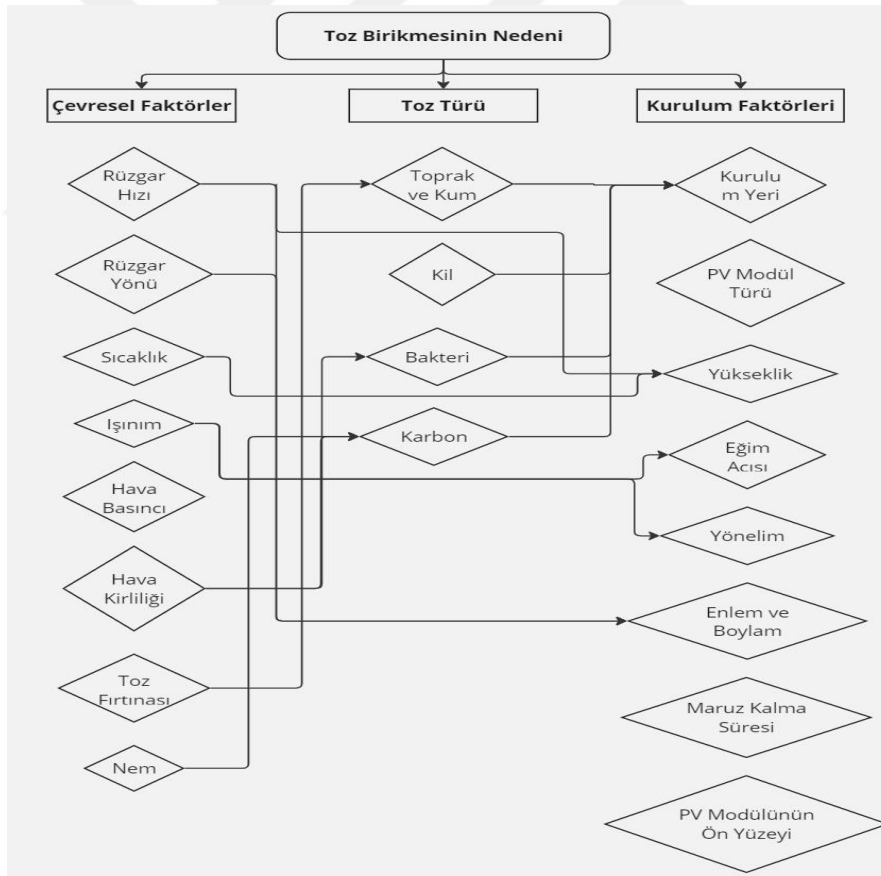 Toz Birikmesinin Nedeni
Çevresel Faktörler
Toz Türü
Kurulum Faktörleri
Rüzgar
Hızı
Toprak
ve Kum
Kurulu
m Yeri
Rüzgar
Yönü
Kil
PV Modül
Türü
Sıcaklık
Bakteri
Yükseklik
Işınım
Karbon
Eğim
Acısı
Hava
Basıncı
Yönelim
Hava
Kirliliği
Enlem ve
Boylam
Toz
Fırtınası
Maruz Kalma
Süresi
Nem
PV Modülünün
Ön Yüzeyi